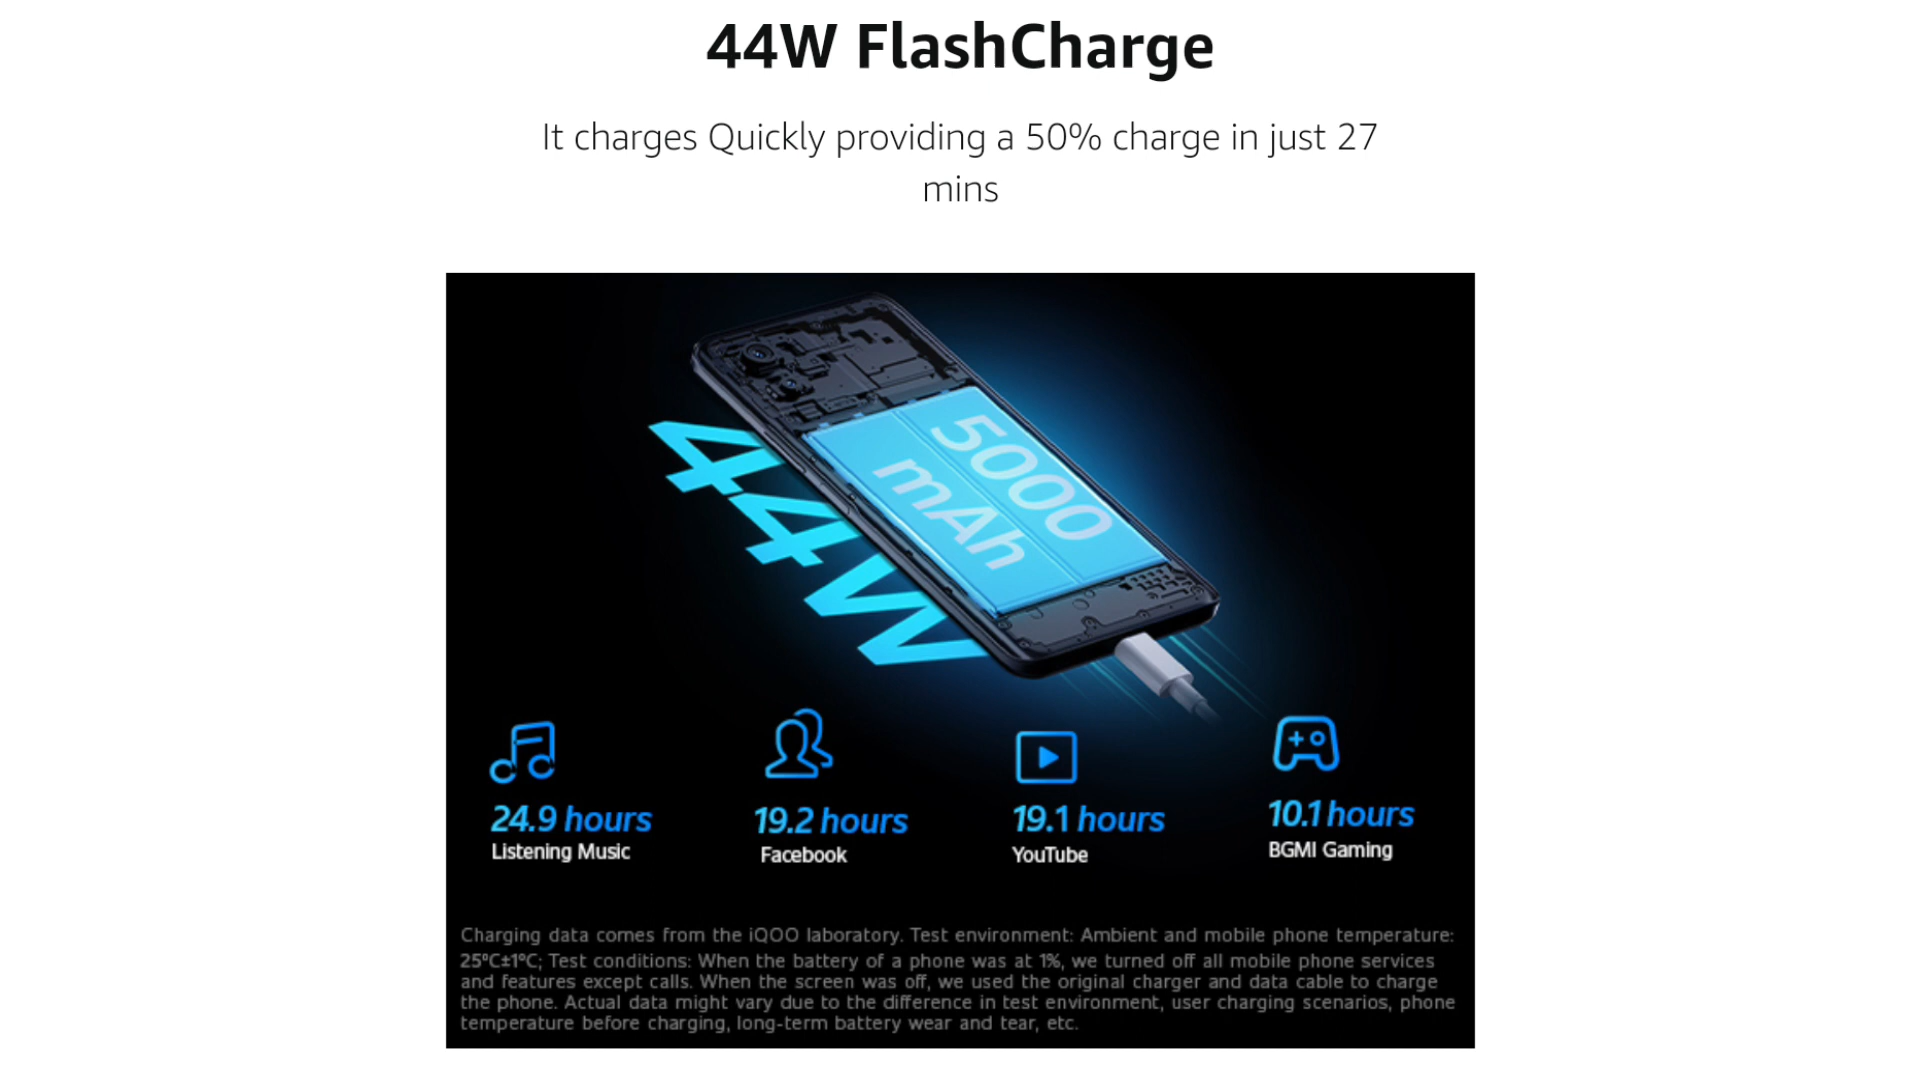 44W FlashCharge
It charges Quickly providing a 50% charge in just 27
mins
5000
mAh
44W
24.9 hours
Listening Music
19.2 hours
Facebook
19.1 hours
YouTube
10.1 hours
BGMI Gaming
Charging data comes from the iQOO laboratory. Test environment: Ambient and mobile phone temperature:
25°C±1°C; Test conditions: When the battery of a phone was at 1%, we turned off all mobile phone services
and features except calls. When the screen was off, we used the original charger and data cable to charge
the phone. Actual data might vary due to the difference in test environment, user charging scenarios, phone
temperature before charging, long-term battery wear and tear, etc.